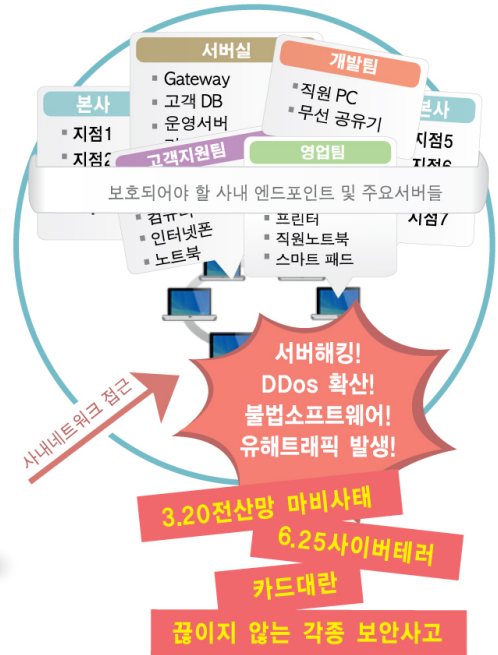 서버실
▪ Gateway
▪ 고객 DB
▪ 운영서버
개발팀
▪ 직원 PC
▪ 무선 공유기
본사
▪ 지점1
▪ 지점2
본사
지점5
지점6
지점7
고객지원팀
영업팀
보호되어야 할 사내 엔드포인트 및 주요서버들
▪ 컴퓨터
▪ 인터넷폰
▪ 노트북
▪ 프린터
▪ 직원노트북
▪ 스마트 패드
사내네트워크 접근
서버해킹!
DDos 확산!
불법소프트웨어!
유해트래픽 발생!
3.20전산망 마비사태
6.25사이버테러
카드대란
끊이지 않는 각종 보안사고